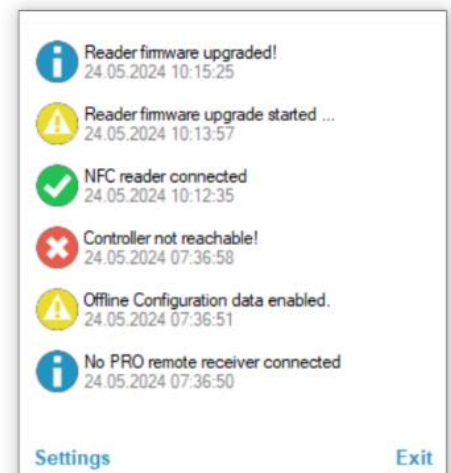 Reader firmware upgraded!
24.05.2024 10:15:25
Reader firmware upgrade started ...
24.05.2024 10:13:57
NFC reader connected
24.05.2024 10:12:35
Controller not reachable!
24.05.2024 07:36:58
Offline Configuration data enabled.
24.05.2024 07:36:51
No PRO remote receiver connected
24.05.2024 07:36:50
Settings Exit